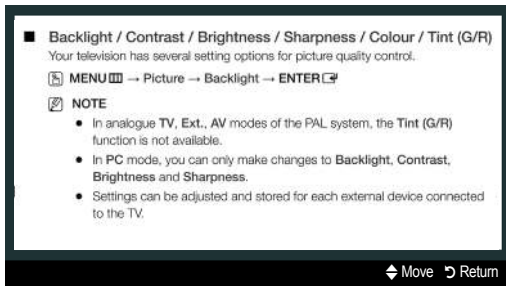 ■ Backlight / Contrast / Brightness / Sharpness / Colour / Tint (G/R)
Your television has several setting options for picture quality control.
MENU → Picture → Backlight → ENTER
NOTE
● In analogue TV, Ext., AV modes of the PAL system, the Tint (G/R)
function is not available.
● In PC mode, you can only make changes to Backlight, Contrast,
Brightness and Sharpness.
● Settings can be adjusted and stored for each external device connected
to the TV.
Move Return